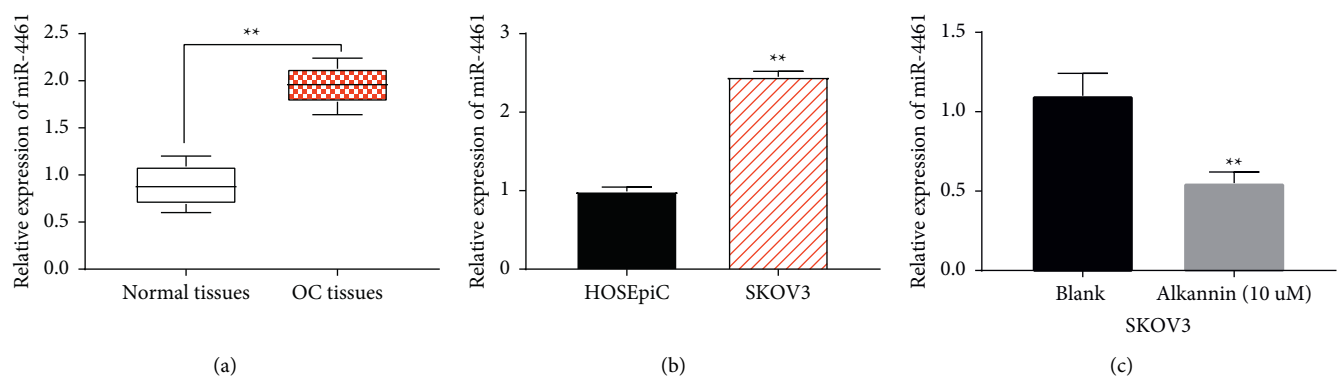 Relative expression of miR-4461
2.5
2.0
1.5
1.0
0.5
0.0
**
Normal tissues
OC tissues
(a)
Relative expression of miR-4461
3
2
1
0
**
HOSEpiC
SKOV3
(b)
Relative expression of miR-4461
1.5
1.0
0.5
0.0
**
Blank
Alkannin (10 uM)
SKOV3
(c)